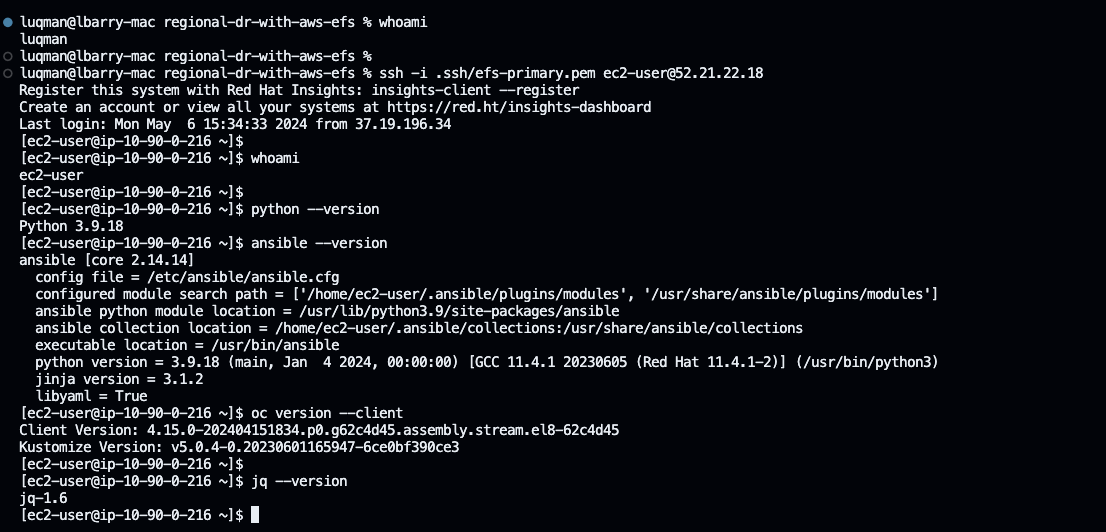 luqman@lbarry-mac regional-dr-with-aws-efs % whoami
luqman
luqman@lbarry-mac regional-dr-with-aws-efs %
luqman@lbarry-mac regional-dr-with-aws-efs % ssh -i .ssh/efs-primary.pem ec2-user@52.21.22.18
Register this system with Red Hat Insights: insights-client --register
Create an account or view all your systems at https://red.ht/insights-dashboard
Last login: Mon May  6 15:34:33 2024 from 37.19.196.34
[ec2-user@ip-10-90-0-216 ~]$
[ec2-user@ip-10-90-0-216 ~]$ whoami
ec2-user
[ec2-user@ip-10-90-0-216 ~]$
[ec2-user@ip-10-90-0-216 ~]$ python --version
Python 3.9.18
[ec2-user@ip-10-90-0-216 ~]$ ansible --version
ansible [core 2.14.14]
  config file = /etc/ansible/ansible.cfg
  configured module search path = ['/home/ec2-user/.ansible/plugins/modules', '/usr/share/ansible/plugins/modules']
  ansible python module location = /usr/lib/python3.9/site-packages/ansible
  ansible collection location = /home/ec2-user/.ansible/collections:/usr/share/ansible/collections
  executable location = /usr/bin/ansible
  python version = 3.9.18 (main, Jan  4 2024, 00:00:00) [GCC 11.4.1 20230605 (Red Hat 11.4.1-2)] (/usr/bin/python3)
  jinja version = 3.1.2
  libyaml = True
[ec2-user@ip-10-90-0-216 ~]$ oc version --client
Client Version: 4.15.0-202404151834.p0.g62c4d45.assembly.stream.el8-62c4d45
Kustomize Version: v5.0.4-0.20230601165947-6ce0bf390ce3
[ec2-user@ip-10-90-0-216 ~]$
[ec2-user@ip-10-90-0-216 ~]$ jq --version
jq-1.6
[ec2-user@ip-10-90-0-216 ~]$